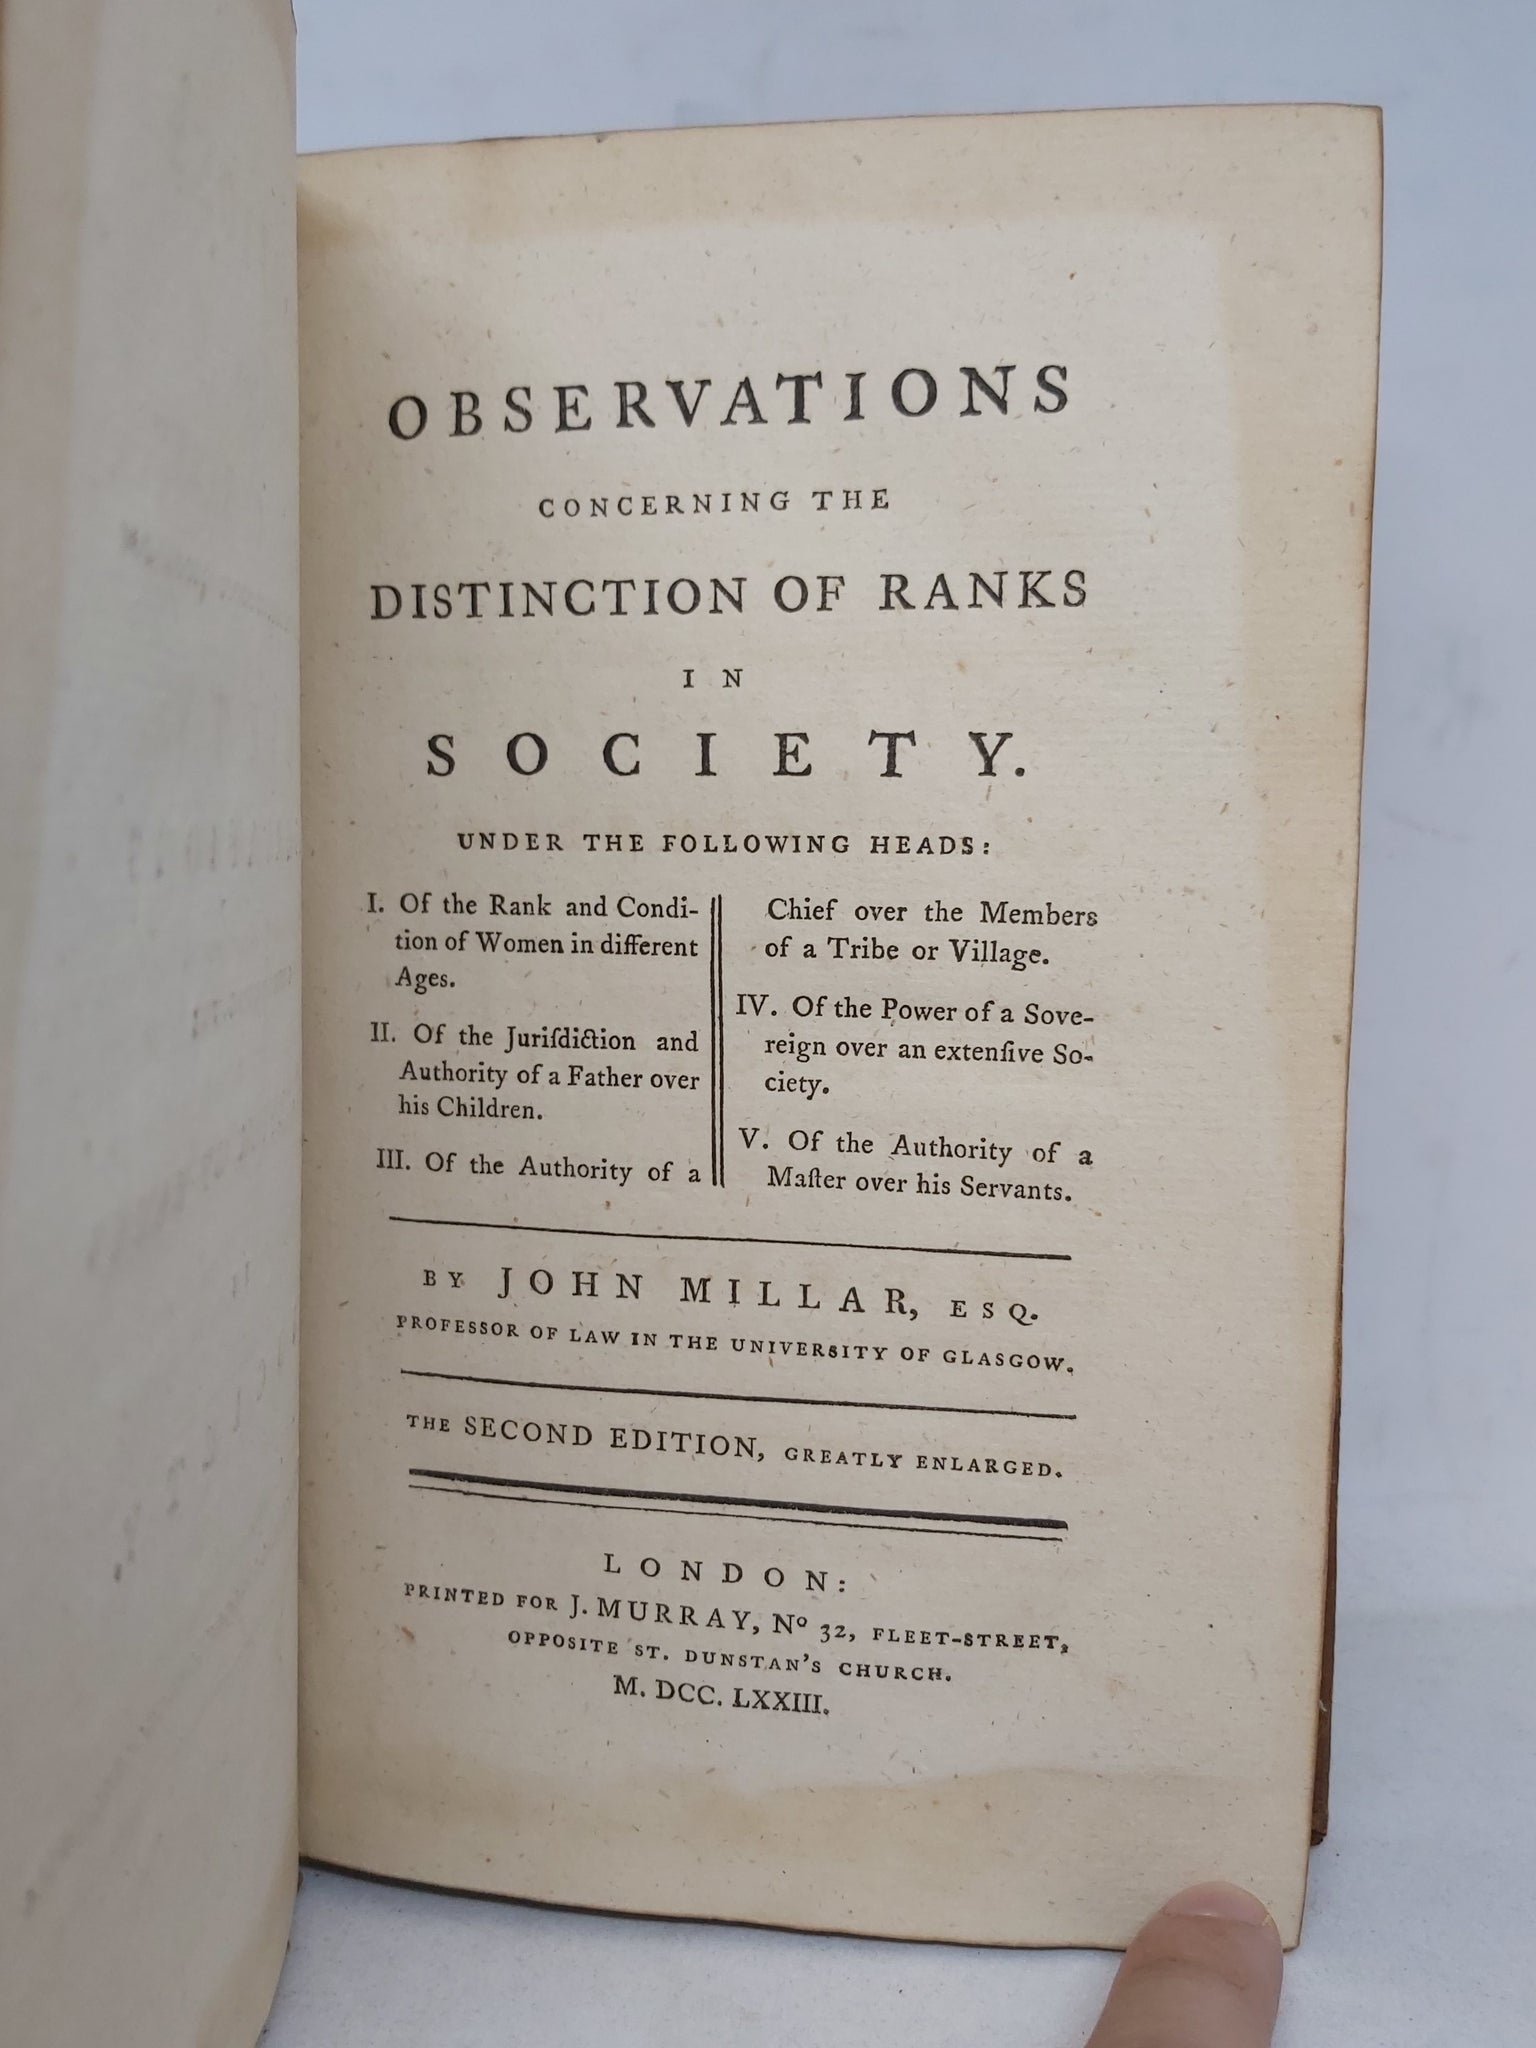 OBSERVATIONS
CONCERNING THE
DISTINCTION OF RANKS
IN
SOCIETY.
UNDER THE FOLLOWING HEADS:
I. Of the Rank and Condi-
tion of Women in different
Ages.
II. Of the Juriſdiction and
Authority of a Father over
his Children.
III. Of the Authority of a
Chief over the Members
of a Tribe or Village.
IV. Of the Power of a Sove-
reign over an extenſive So-
ciety.
V. Of the Authority of a
Maſter over his Servants.
BY JOHN MILLAR, ESQ.
PROFESSOR OF LAW IN THE UNIVERSITY OF GLASGOW.
THE SECOND EDITION, GREATLY ENLARGED.
LONDON:
PRINTED FOR J. MURRAY, Nº 32, FLEET-STREET,
OPPOSITE ST. DUNSTAN'S CHURCH.
M. DCC. LXXIII.